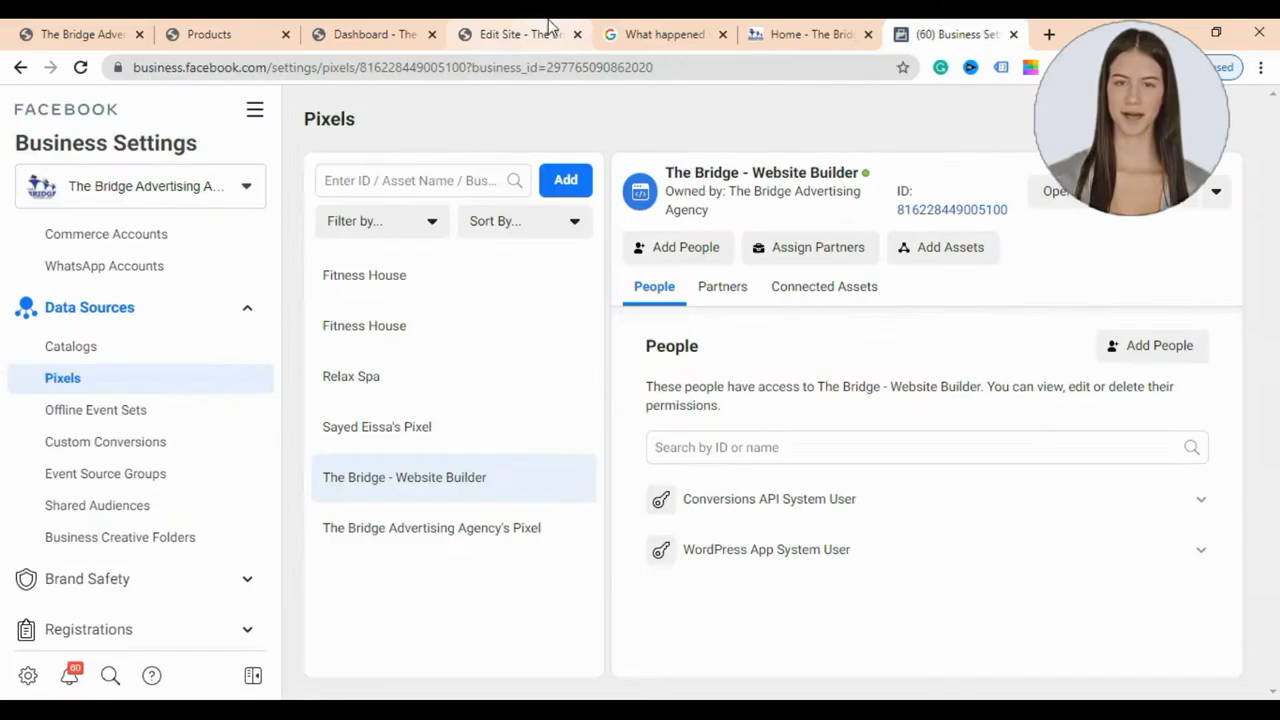 The Bridge Adve
Products
Dashboard - The
Edit Site - The Br
What happened
Home - The Brid
(60) Business Set
business.facebook.com/settings/pixels/816228449005100?business_id=297765090862020
FACEBOOK
Business Settings
The Bridge Advertising A...
Commerce Accounts
WhatsApp Accounts
Data Sources
Catalogs
Pixels
Offline Event Sets
Custom Conversions
Event Source Groups
Shared Audiences
Business Creative Folders
Brand Safety
Registrations
60
Pixels
Enter ID / Asset Name / Bus...
Add
Filter by...
Sort By...
Fitness House
Fitness House
Relax Spa
Sayed Eissa's Pixel
The Bridge - Website Builder
The Bridge Advertising Agency's Pixel
The Bridge - Website Builder
Owned by: The Bridge Advertising
Agency
ID:
816228449005100
Add People
Assign Partners
Add Assets
People
Partners
Connected Assets
People
Add People
These people have access to The Bridge - Website Builder. You can view, edit or delete their
permissions.
Search by ID or name
Conversions API System User
WordPress App System User